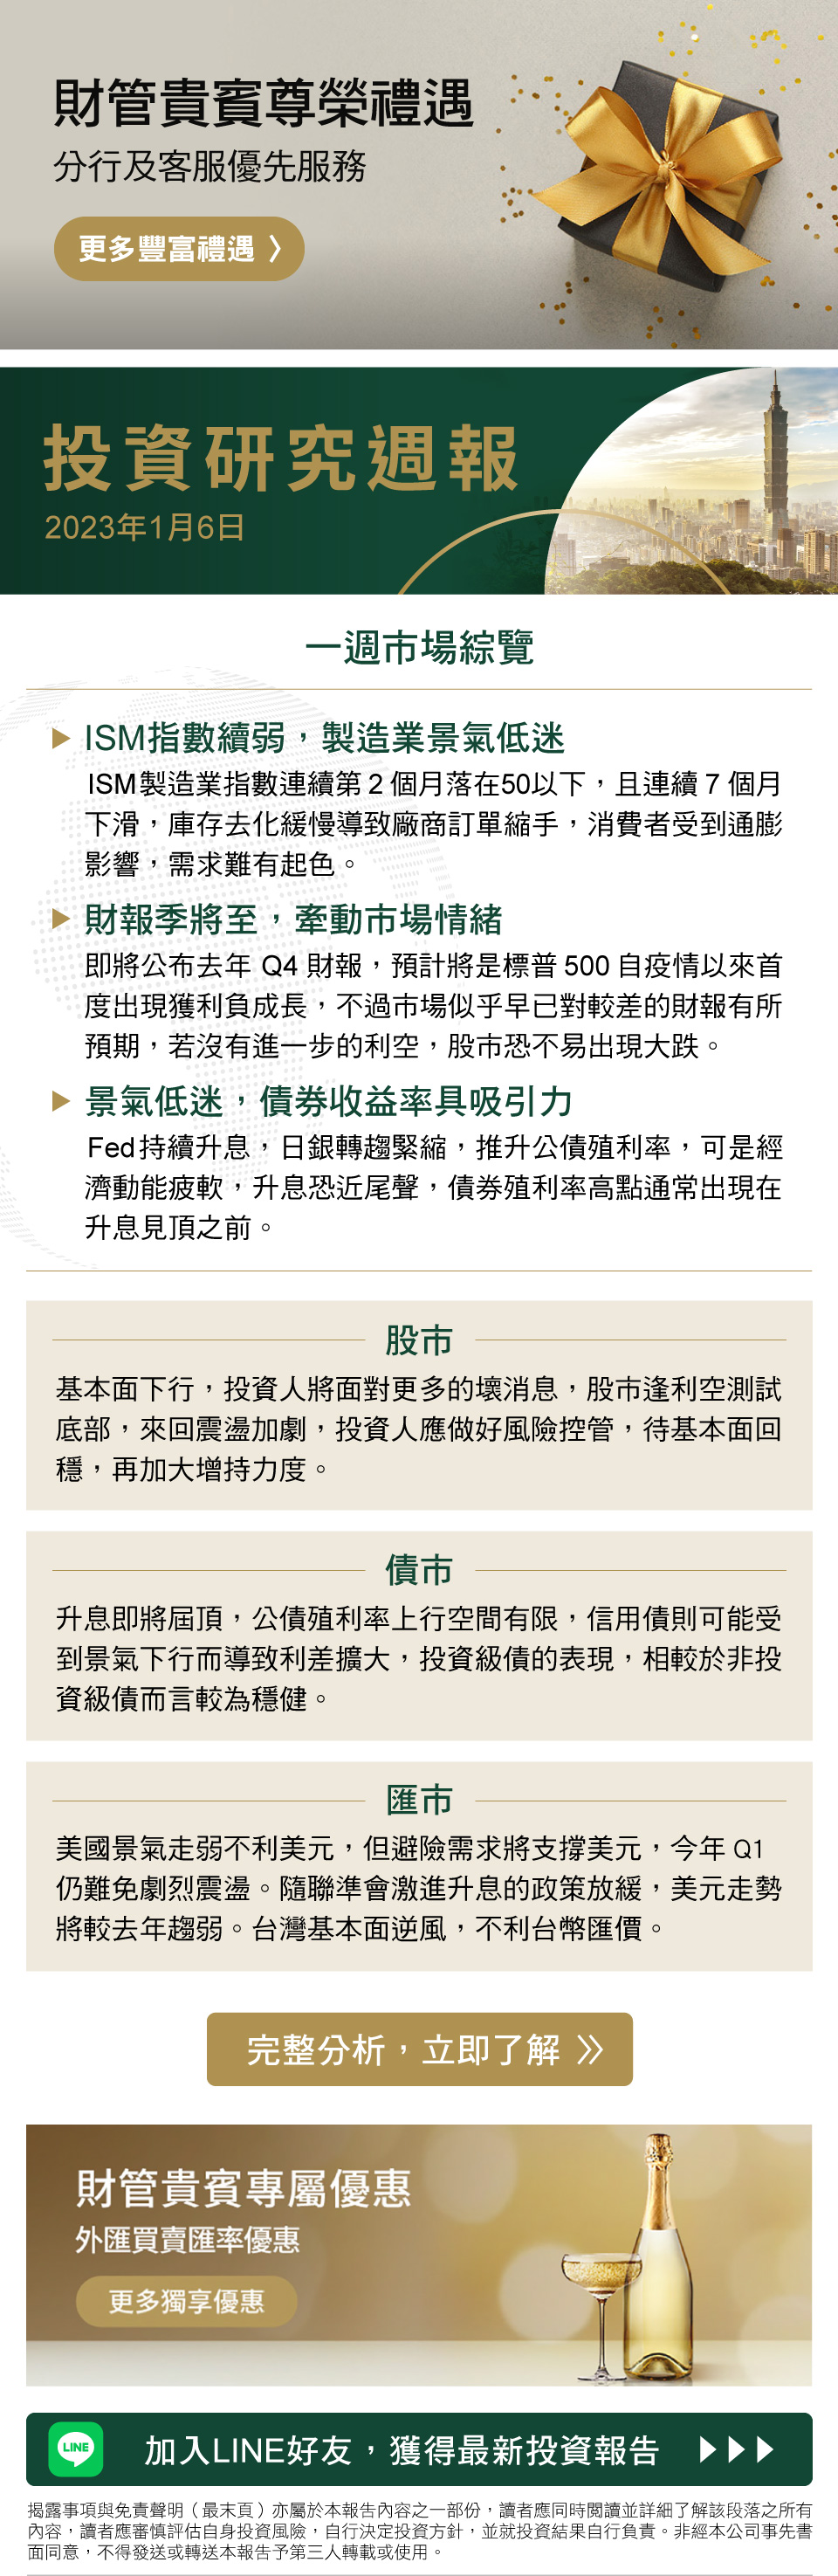 財管貴賓尊榮禮遇
分行及客服優先服務
更多豐富禮遇 〉
投資研究週報
2023年1月6日
一週市場綜覽
ISM指數續弱，製造業景氣低迷
ISM製造業指數連續第 2 個月落在50以下，且連續 7 個月
下滑，庫存去化緩慢導致廠商訂單縮手，消費者受到通膨
影響，需求難有起色。
財報季將至，牽動市場情緒
即將公布去年 Q4 財報，預計將是標普 500 自疫情以來首
度出現獲利負成長，不過市場似乎早已對較差的財報有所
預期，若沒有進一步的利空，股市恐不易出現大跌。
景氣低迷，債券收益率具吸引力
Fed持續升息，日銀轉趨緊縮，推升公債殖利率，可是經
濟動能疲軟，升息恐近尾聲，債券殖利率高點通常出現在
升息見頂之前。
股市
基本面下行，投資人將面對更多的壞消息，股市逢利空測試
底部，來回震盪加劇，投資人應做好風險控管，待基本面回
穩，再加大增持力度。
債市
升息即將屆頂，公債殖利率上行空間有限，信用債則可能受
到景氣下行而導致利差擴大，投資級債的表現，相較於非投
資級債而言較為穩健。
匯市
美國景氣走弱不利美元，但避險需求將支撐美元，今年 Q1
仍難免劇烈震盪。隨聯準會激進升息的政策放緩，美元走勢
將較去年趨弱。台灣基本面逆風，不利台幣匯價。
完整分析，立即了解 》
財管貴賓專屬優惠
外匯買賣匯率優惠
更多獨享優惠
LINE 加入LINE好友，獲得最新投資報告
揭露事項與免責聲明（最末頁）亦屬於本報告內容之一部份，讀者應同時閱讀並詳細了解該段落之所有
內容，讀者應審慎評估自身投資風險，自行決定投資方針，並就投資結果自行負責。非經本公司事先書
面同意，不得發送或轉送本報告予第三人轉載或使用。